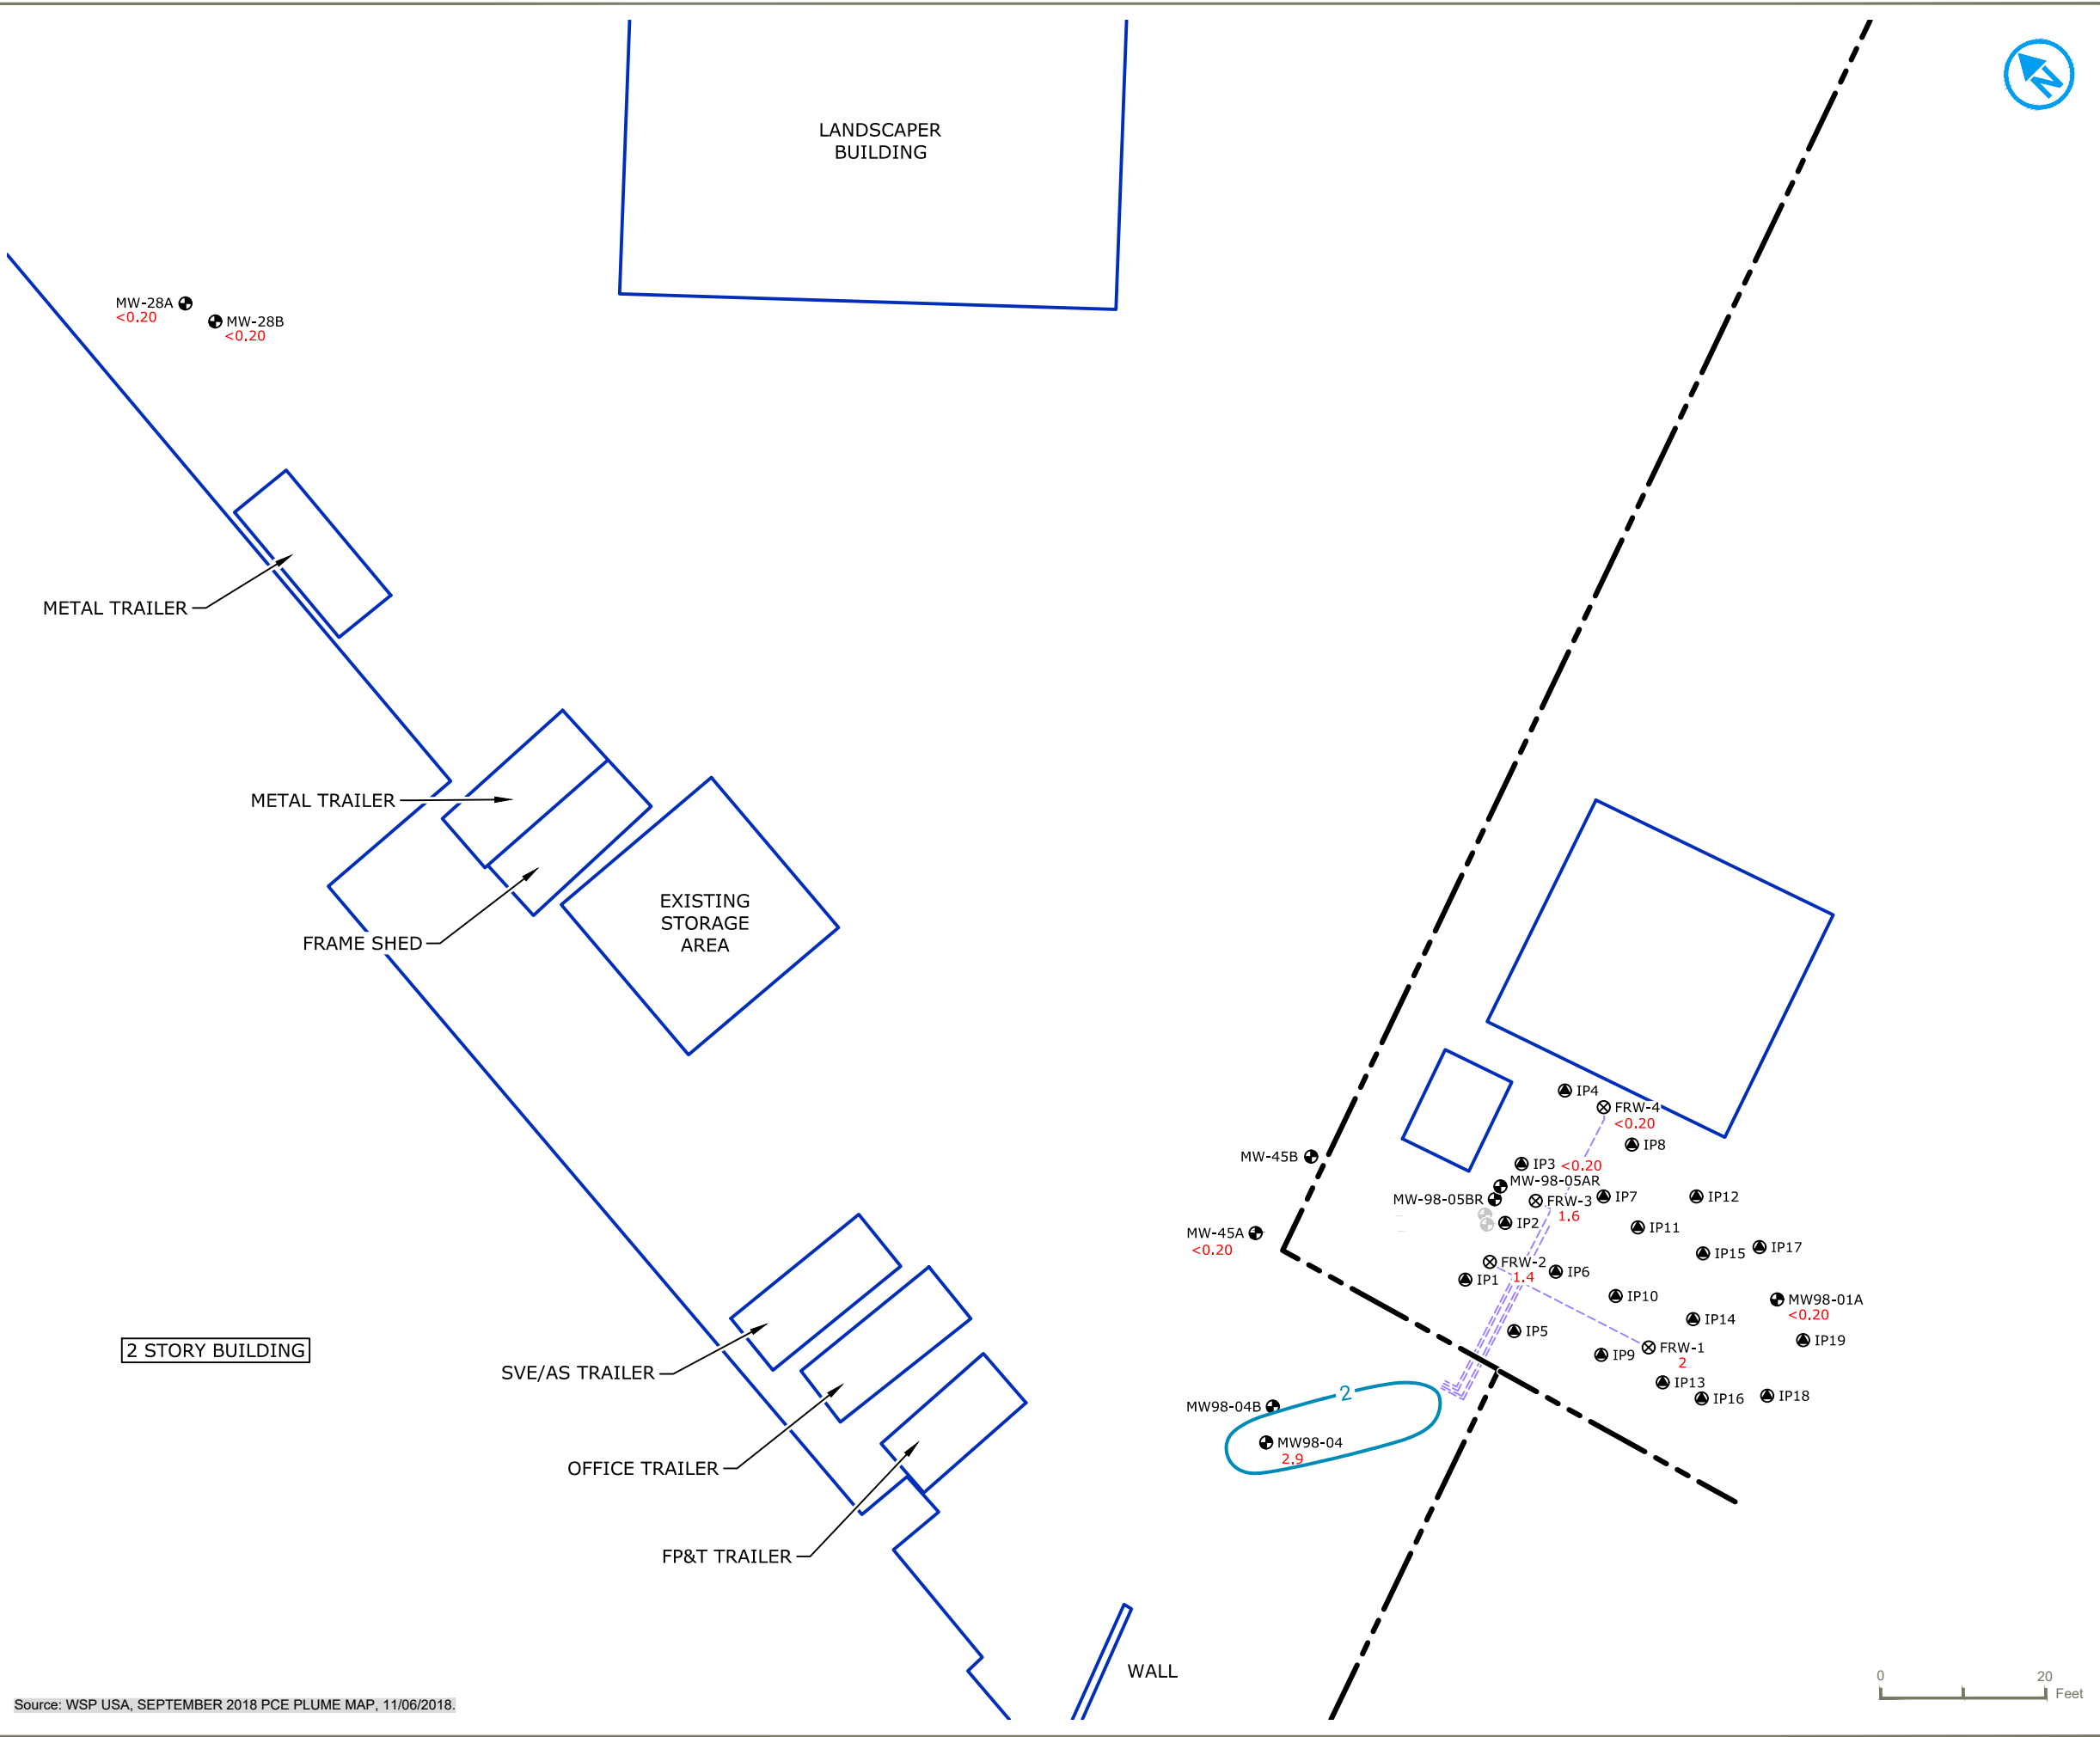 LANDSCAPER
BUILDING
N
MW-28A
<0.20
MW-28B
<0.20
METAL TRAILER
METAL TRAILER
FRAME SHED
EXISTING
STORAGE
AREA
IP4
FRW-4
<0.20
IP8
MW-45B
IP3
<0.20
MW-98-05AR
MW-98-05BR
FRW-3
1.6
IP7
IP12
IP2
IP11
MW-45A
<0.20
IP15
IP17
FRW-2
1.4
IP6
IP1
IP10
MW98-01A
<0.20
IP14
IP5
IP19
FRW-1
2
IP9
IP13
IP16
IP18
2 STORY BUILDING
SVE/AS TRAILER
2
MW98-04B
MW98-04
2.9
OFFICE TRAILER
FP&T TRAILER
WALL
0 20
Feet
Source: WSP USA, SEPTEMBER 2018 PCE PLUME MAP, 11/06/2018.